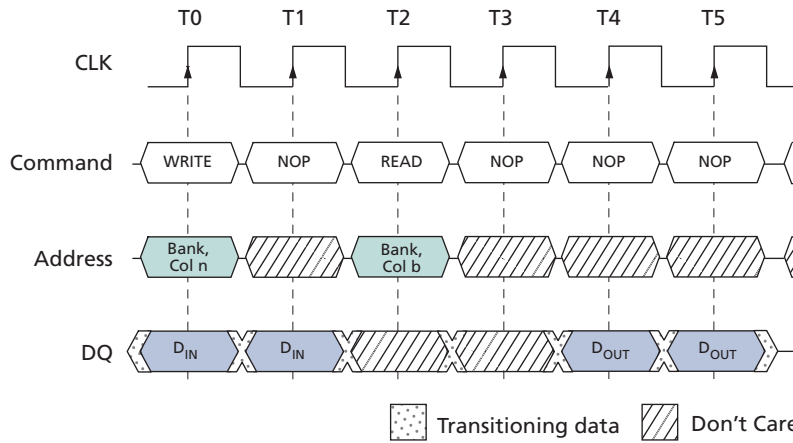 T0 T1 T2 T3 T4 T5
CLK
Command WRITE NOP READ NOP NOP NOP
Address Bank, Col n Bank, Col b
DQ DIN DIN DOUT DOUT
Transitioning data Don't Care